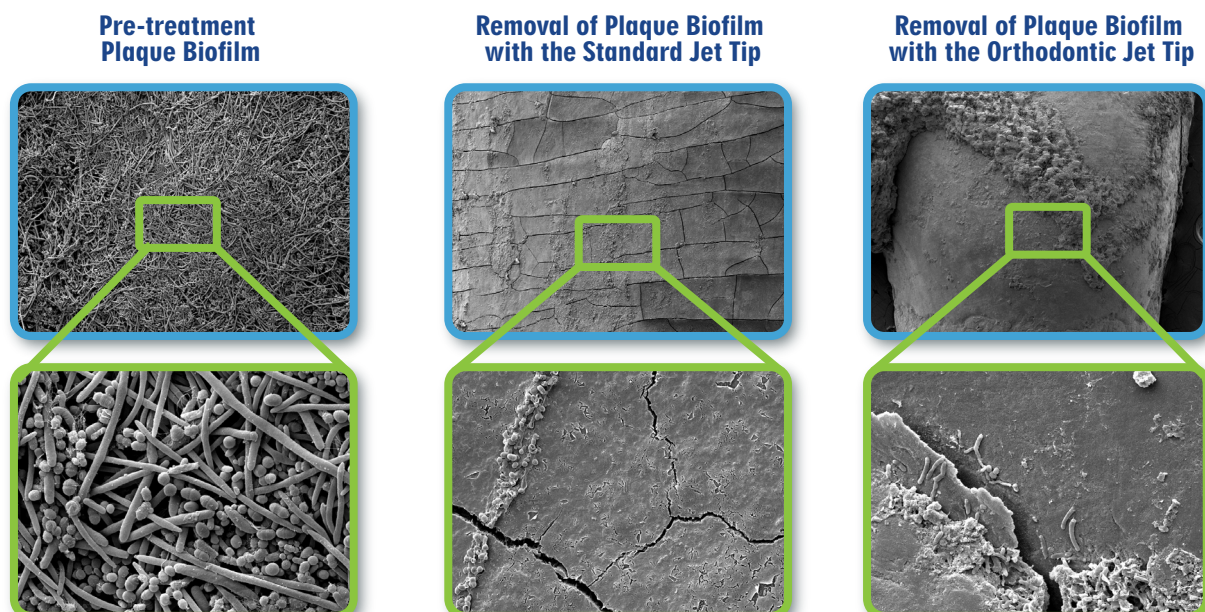 Pre-treatment
Plaque Biofilm
Removal of Plaque Biofilm
with the Standard Jet Tip
Removal of Plaque Biofilm
with the Orthodontic Jet Tip